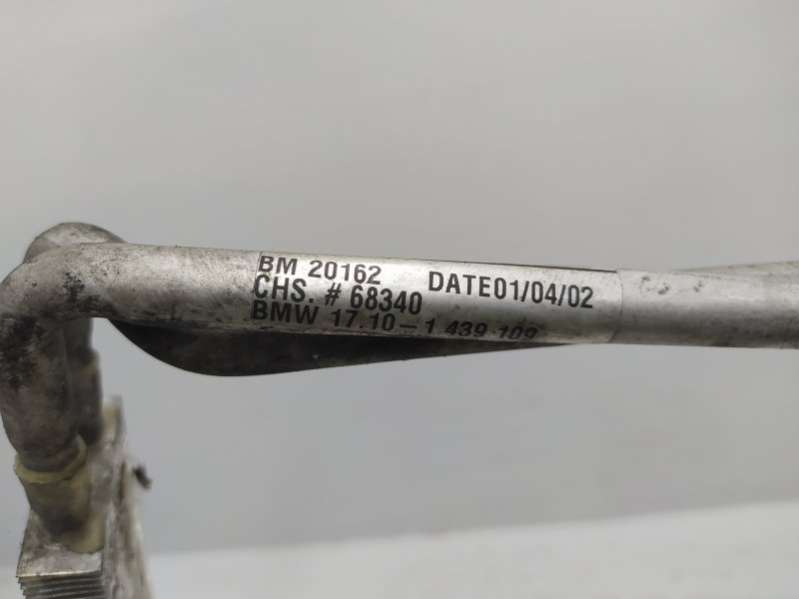 BM 20162 DATE01/04/02
CHS. # 68340
BMW 17.10-1 439 109